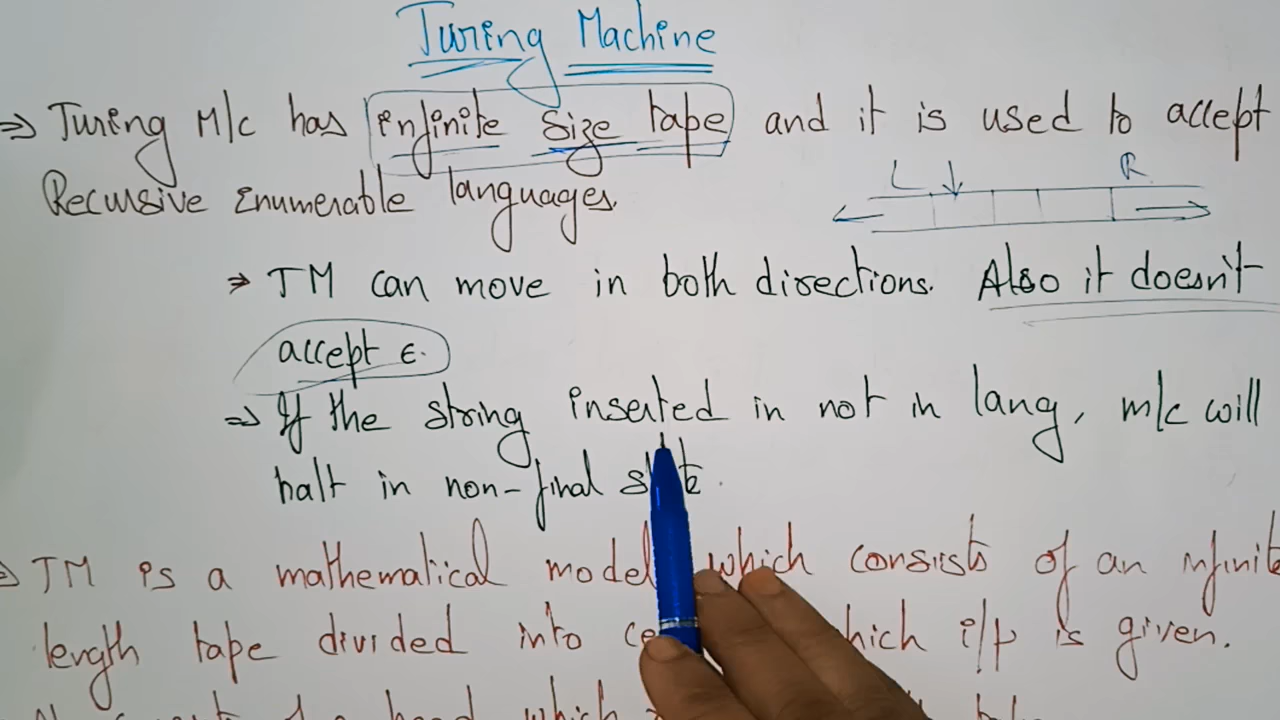 Turing Machine
⇒ Turing M/c has infinite size tape and it is used to accept
Recursive Enumerable languages.
L R
⇒ TM can move in both directions. Also it doesn't
accept ε.
⇒ If the string inserted in not in lang, m/c will
halt in non-final
⇒ TM is a mathematical model which consists of an infinite
length tape divided into which i/p is given.
head which